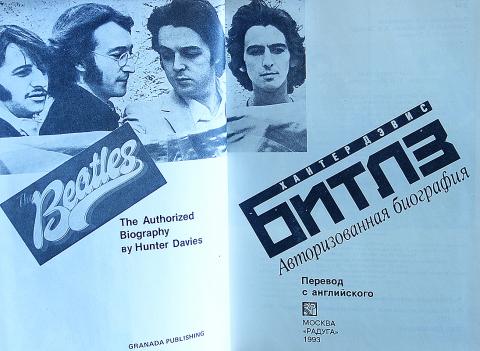 The
Beatles
The Authorized
Biography
by Hunter Davies
GRANADA PUBLISHING
ХАНТЕР ДЭВИС
БИТЛЗ
Авторизованная биография
Перевод
с английского
МОСКВА
«РАДУГА»
1993